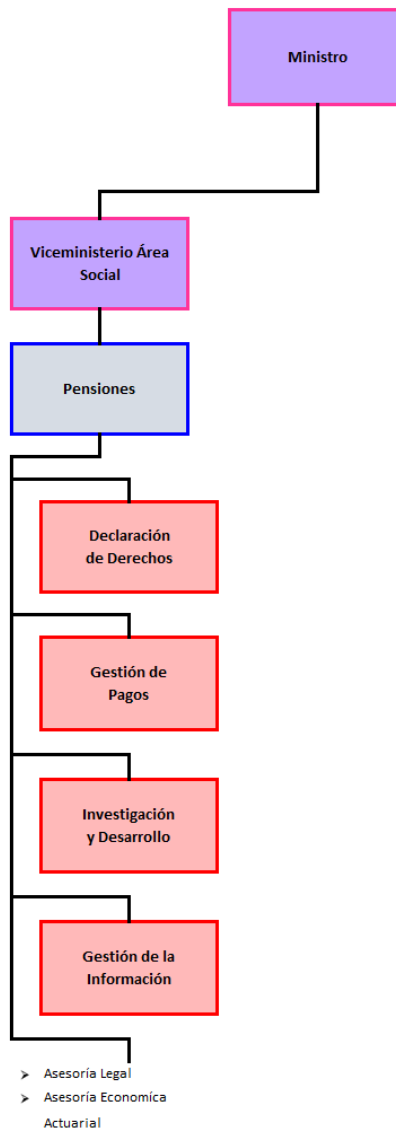 Ministro
Viceministerio Área
Social
Pensiones
Declaración
de Derechos
Gestión de
Pagos
Investigación
y Desarrollo
Gestión de la
Información
➤ Asesoría Legal
➤ Asesoría Economíca
Actuarial